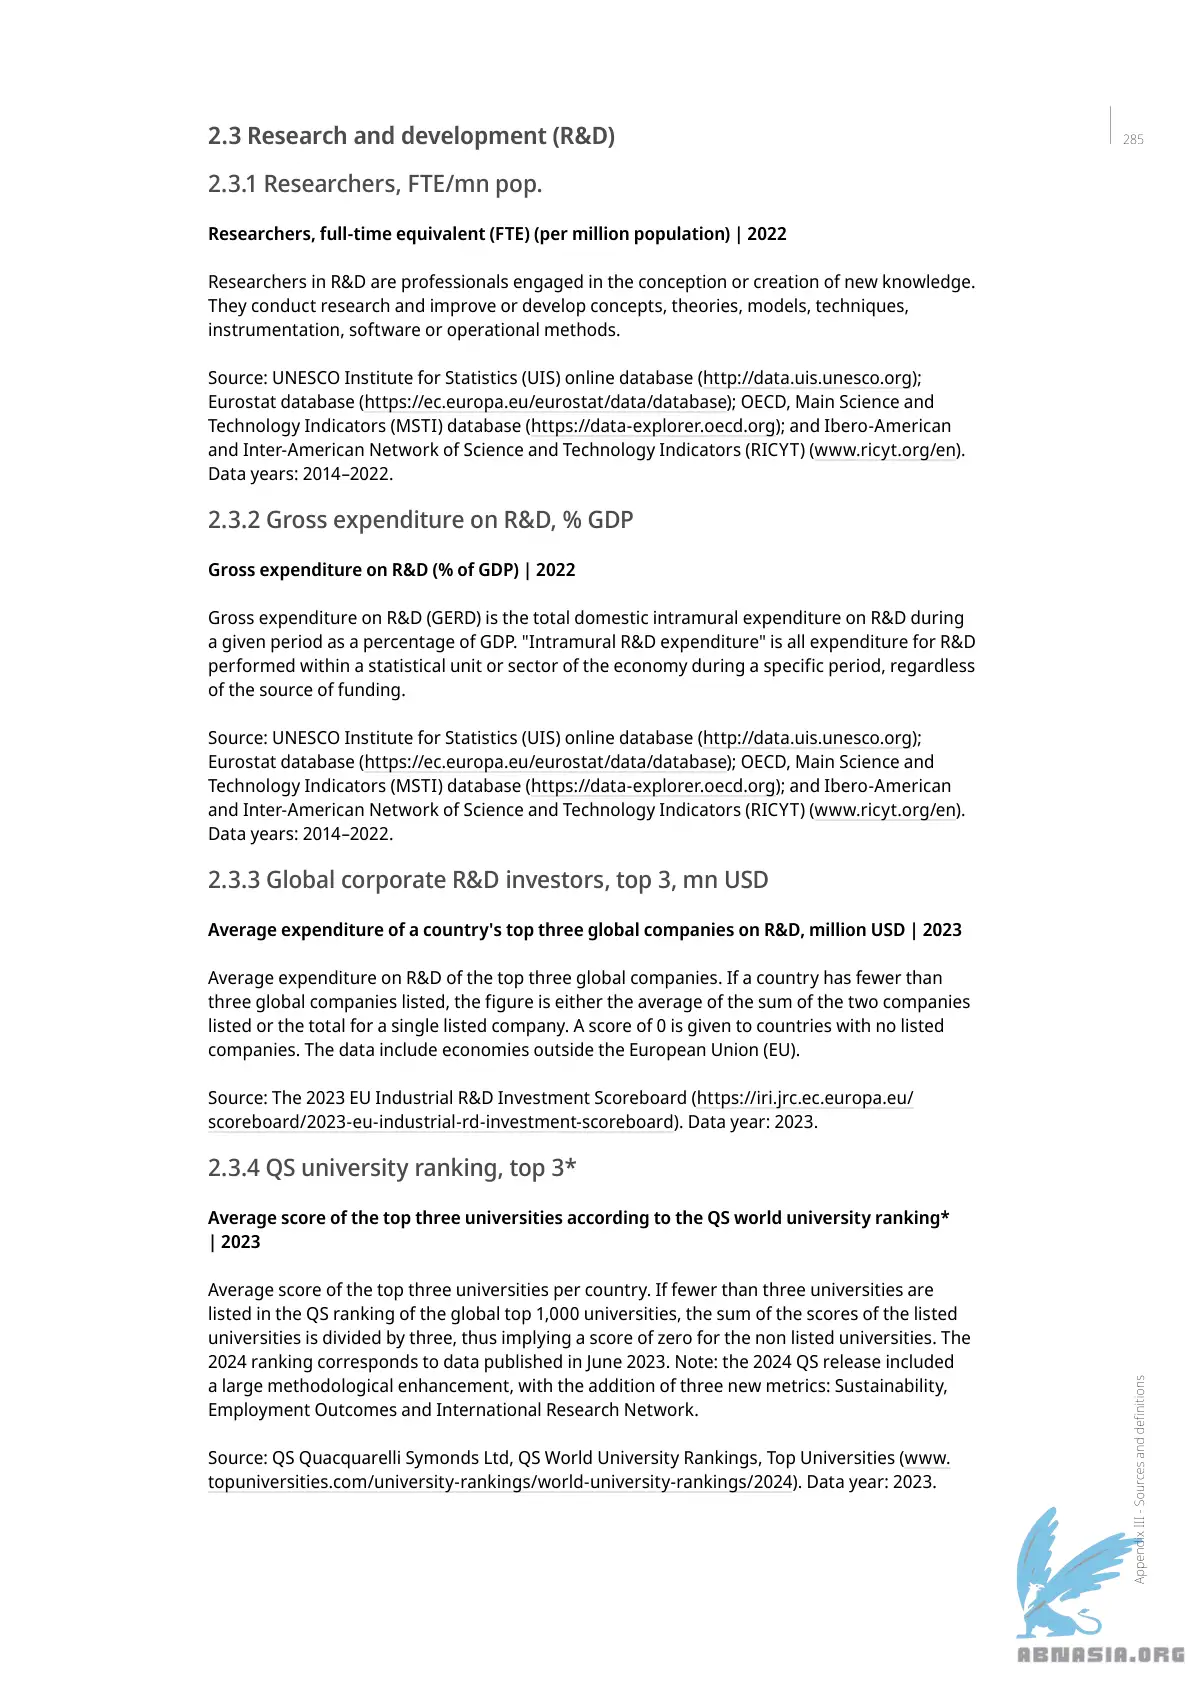 2.3 Research and development (R&D)
285
2.3.1 Researchers, FTE/mn pop.
Researchers, full-time equivalent (FTE) (per million population) | 2022
Researchers in R&D are professionals engaged in the conception or creation of new knowledge.
They conduct research and improve or develop concepts, theories, models, techniques,
instrumentation, software or operational methods.
Source: UNESCO Institute for Statistics (UIS) online database (http://data.uis.unesco.org);
Eurostat database (https://ec.europa.eu/eurostat/data/database); OECD, Main Science and
Technology Indicators (MSTI) database (https://data-explorer.oecd.org); and Ibero-American
and Inter-American Network of Science and Technology Indicators (RICYT) (www.ricyt.org/en).
Data years: 2014–2022.
2.3.2 Gross expenditure on R&D, % GDP
Gross expenditure on R&D (% of GDP) | 2022
Gross expenditure on R&D (GERD) is the total domestic intramural expenditure on R&D during
a given period as a percentage of GDP. "Intramural R&D expenditure" is all expenditure for R&D
performed within a statistical unit or sector of the economy during a specific period, regardless
of the source of funding.
Source: UNESCO Institute for Statistics (UIS) online database (http://data.uis.unesco.org);
Eurostat database (https://ec.europa.eu/eurostat/data/database); OECD, Main Science and
Technology Indicators (MSTI) database (https://data-explorer.oecd.org); and Ibero-American
and Inter-American Network of Science and Technology Indicators (RICYT) (www.ricyt.org/en).
Data years: 2014–2022.
2.3.3 Global corporate R&D investors, top 3, mn USD
Average expenditure of a country's top three global companies on R&D, million USD | 2023
Average expenditure on R&D of the top three global companies. If a country has fewer than
three global companies listed, the figure is either the average of the sum of the two companies
listed or the total for a single listed company. A score of 0 is given to countries with no listed
companies. The data include economies outside the European Union (EU).
Source: The 2023 EU Industrial R&D Investment Scoreboard (https://iri.jrc.ec.europa.eu/
scoreboard/2023-eu-industrial-rd-investment-scoreboard). Data year: 2023.
2.3.4 QS university ranking, top 3*
Average score of the top three universities according to the QS world university ranking*
| 2023
Average score of the top three universities per country. If fewer than three universities are
listed in the QS ranking of the global top 1,000 universities, the sum of the scores of the listed
universities is divided by three, thus implying a score of zero for the non listed universities. The
2024 ranking corresponds to data published in June 2023. Note: the 2024 QS release included
a large methodological enhancement, with the addition of three new metrics: Sustainability,
Employment Outcomes and International Research Network.
Source: QS Quacquarelli Symonds Ltd, QS World University Rankings, Top Universities (www.
topuniversities.com/university-rankings/world-university-rankings/2024). Data year: 2023.
Appendix III - Sources and definitions
ABNASIA.ORG